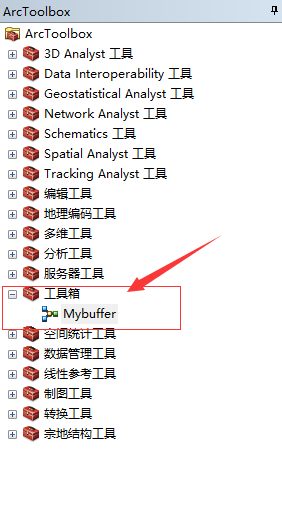 ArcToolbox
ArcToolbox
3D Analyst 工具
Data Interoperability 工具
Geostatistical Analyst 工具
Network Analyst 工具
Schematics 工具
Spatial Analyst 工具
Tracking Analyst 工具
编辑工具
地理编码工具
多维工具
分析工具
服务器工具
工具箱
Mybuffer
空间统计工具
数据管理工具
线性参考工具
制图工具
转换工具
宗地结构工具